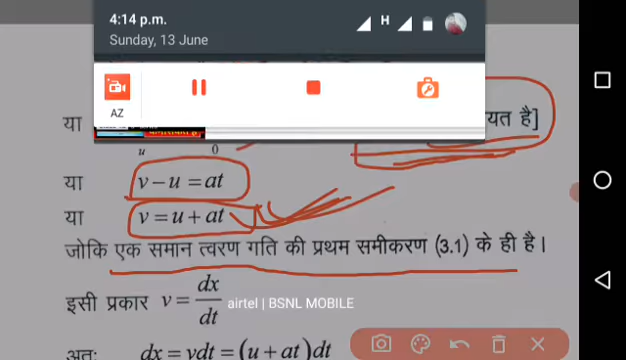 4:14 p.m.
H
Sunday, 13 June
AZ
या
यत है]
u 0
या v – u = at
या v = u + at
जोकि एक समान त्वरण गति की प्रथम समीकरण (3.1) के ही है।
इसी प्रकार v = dx/dt
airtel | BSNL MOBILE
अतः dx = vdt = (u + at)dt